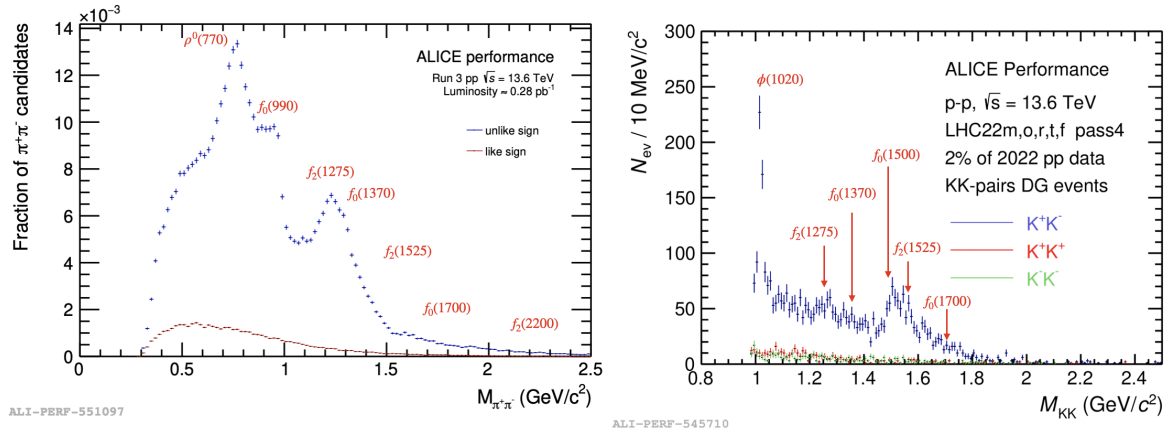 ×10⁻³
14
12
10
8
6
4
2
0
Fraction of π⁺π⁻ candidates
ρ⁰(770)
f₀(990)
f₂(1275)
f₀(1370)
f₂(1525)
f₀(1700)
f₂(2200)
ALICE performance
Run 3 pp √s = 13.6 TeV
Luminosity ≈ 0.28 pb⁻¹
unlike sign
like sign
0 0.5 1 1.5 2 2.5
M_π⁺π⁻ (GeV/c²)
ALI-PERF-551097
300
250
200
150
100
50
0
N_ev / 10 MeV/c²
ϕ(1020)
f₂(1275)
f₀(1370)
f₀(1500)
f₂(1525)
f₀(1700)
ALICE Performance
p-p, √s = 13.6 TeV
LHC22m,o,r,t,f pass4
2% of 2022 pp data
KK-pairs DG events
K⁺K⁻
K⁺K⁺
K⁻K⁻
0.8 1 1.2 1.4 1.6 1.8 2 2.2 2.4
M_KK (GeV/c²)
ALI-PERF-545710